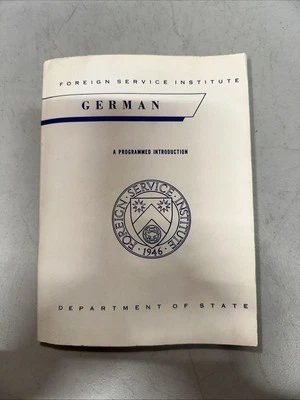 FOREIGN SERVICE INSTITUTE
GERMAN
A PROGRAMMED INTRODUCTION
FOREIGN·SERVICE·INSTITUTE
·1946·
DEPARTMENT OF STATE